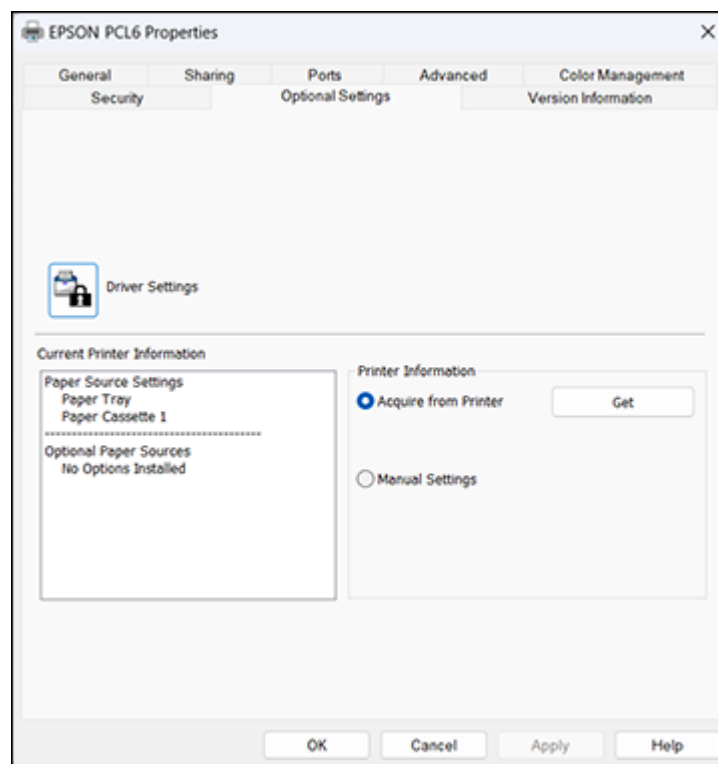 EPSON PCL6 Properties
General Sharing Ports Advanced Color Management
Security Optional Settings Version Information
Driver Settings
Current Printer Information
Paper Source Settings
Paper Tray
Paper Cassette 1
----------------------------------------
Optional Paper Sources
No Options Installed
Printer Information
Acquire from Printer Get
Manual Settings
OK Cancel Apply Help